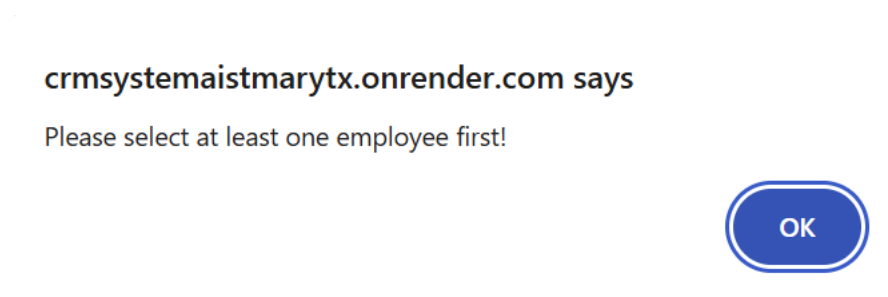 crmsystemaistmarytx.onrender.com says
Please select at least one employee first!
OK